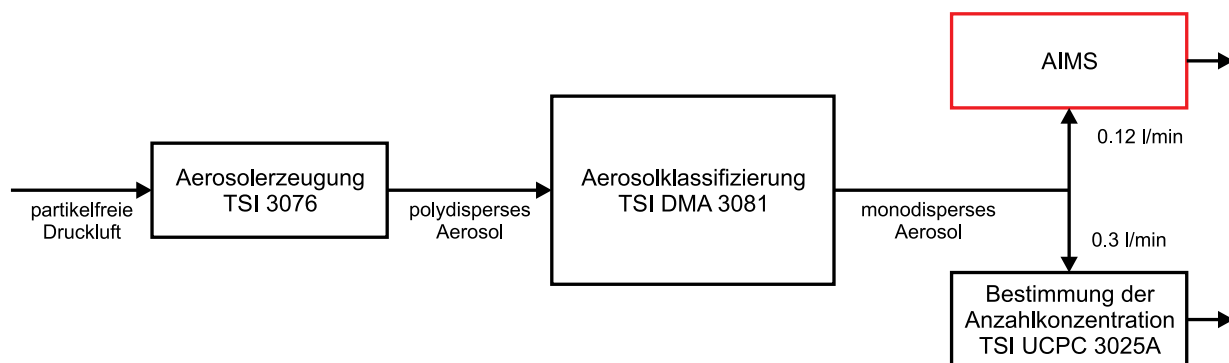 AIMS
0.12 l/min
Aerosolerzeugung
TSI 3076
Aerosolklassifizierung
TSI DMA 3081
partikelfreie
Druckluft
polydisperses
Aerosol
monodisperses
Aerosol
0.3 l/min
Bestimmung der
Anzahlkonzentration
TSI UCPC 3025A